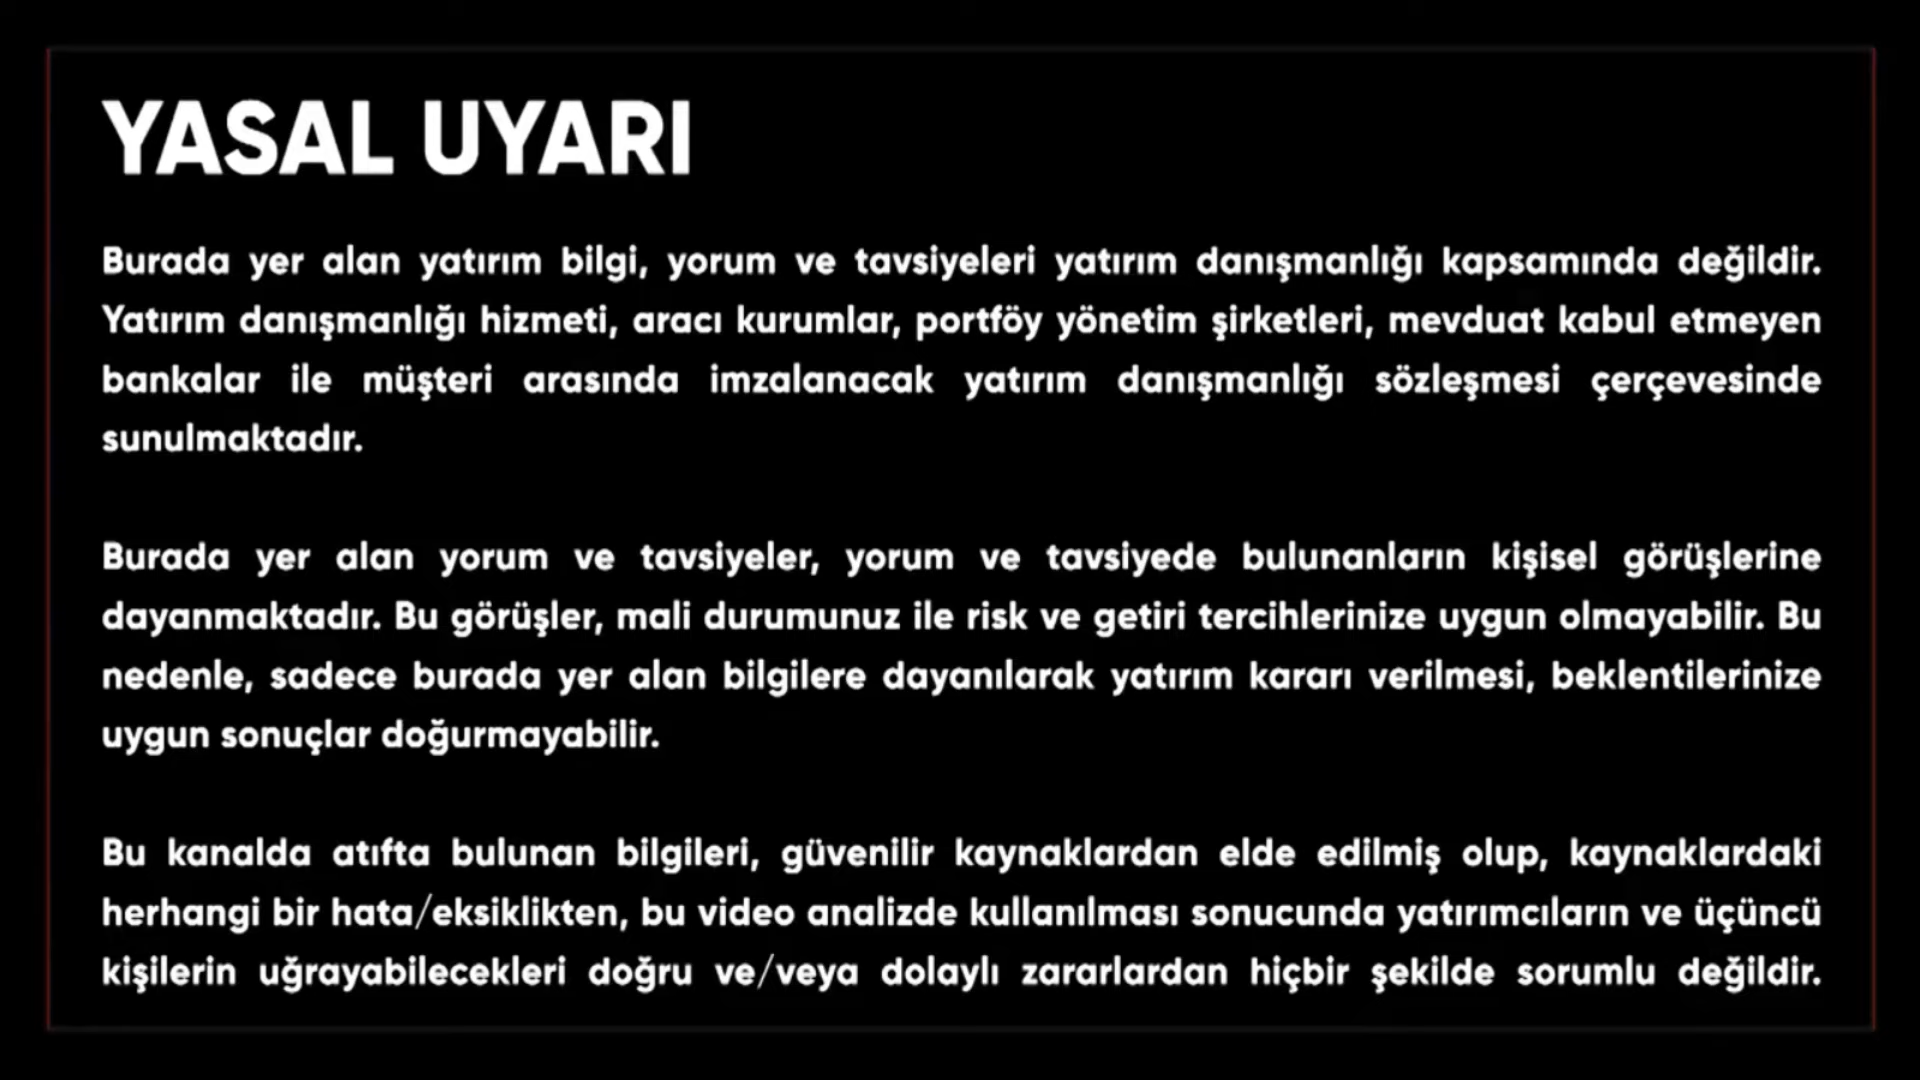 YASAL UYARI
Burada yer alan yatırım bilgi, yorum ve tavsiyeleri yatırım danışmanlığı kapsamında değildir.
Yatırım danışmanlığı hizmeti, aracı kurumlar, portföy yönetim şirketleri, mevduat kabul etmeyen
bankalar ile müşteri arasında imzalanacak yatırım danışmanlığı sözleşmesi çerçevesinde
sunulmaktadır.
Burada yer alan yorum ve tavsiyeler, yorum ve tavsiyede bulunanların kişisel görüşlerine
dayanmaktadır. Bu görüşler, mali durumunuz ile risk ve getiri tercihlerinize uygun olmayabilir. Bu
nedenle, sadece burada yer alan bilgilere dayanılarak yatırım kararı verilmesi, beklentilerinize
uygun sonuçlar doğurmayabilir.
Bu kanalda atıfta bulunan bilgileri, güvenilir kaynaklardan elde edilmiş olup, kaynaklardaki
herhangi bir hata/eksiklikten, bu video analizde kullanılması sonucunda yatırımcıların ve üçüncü
kişilerin uğrayabilecekleri doğru ve/veya dolaylı zararlardan hiçbir şekilde sorumlu değildir.